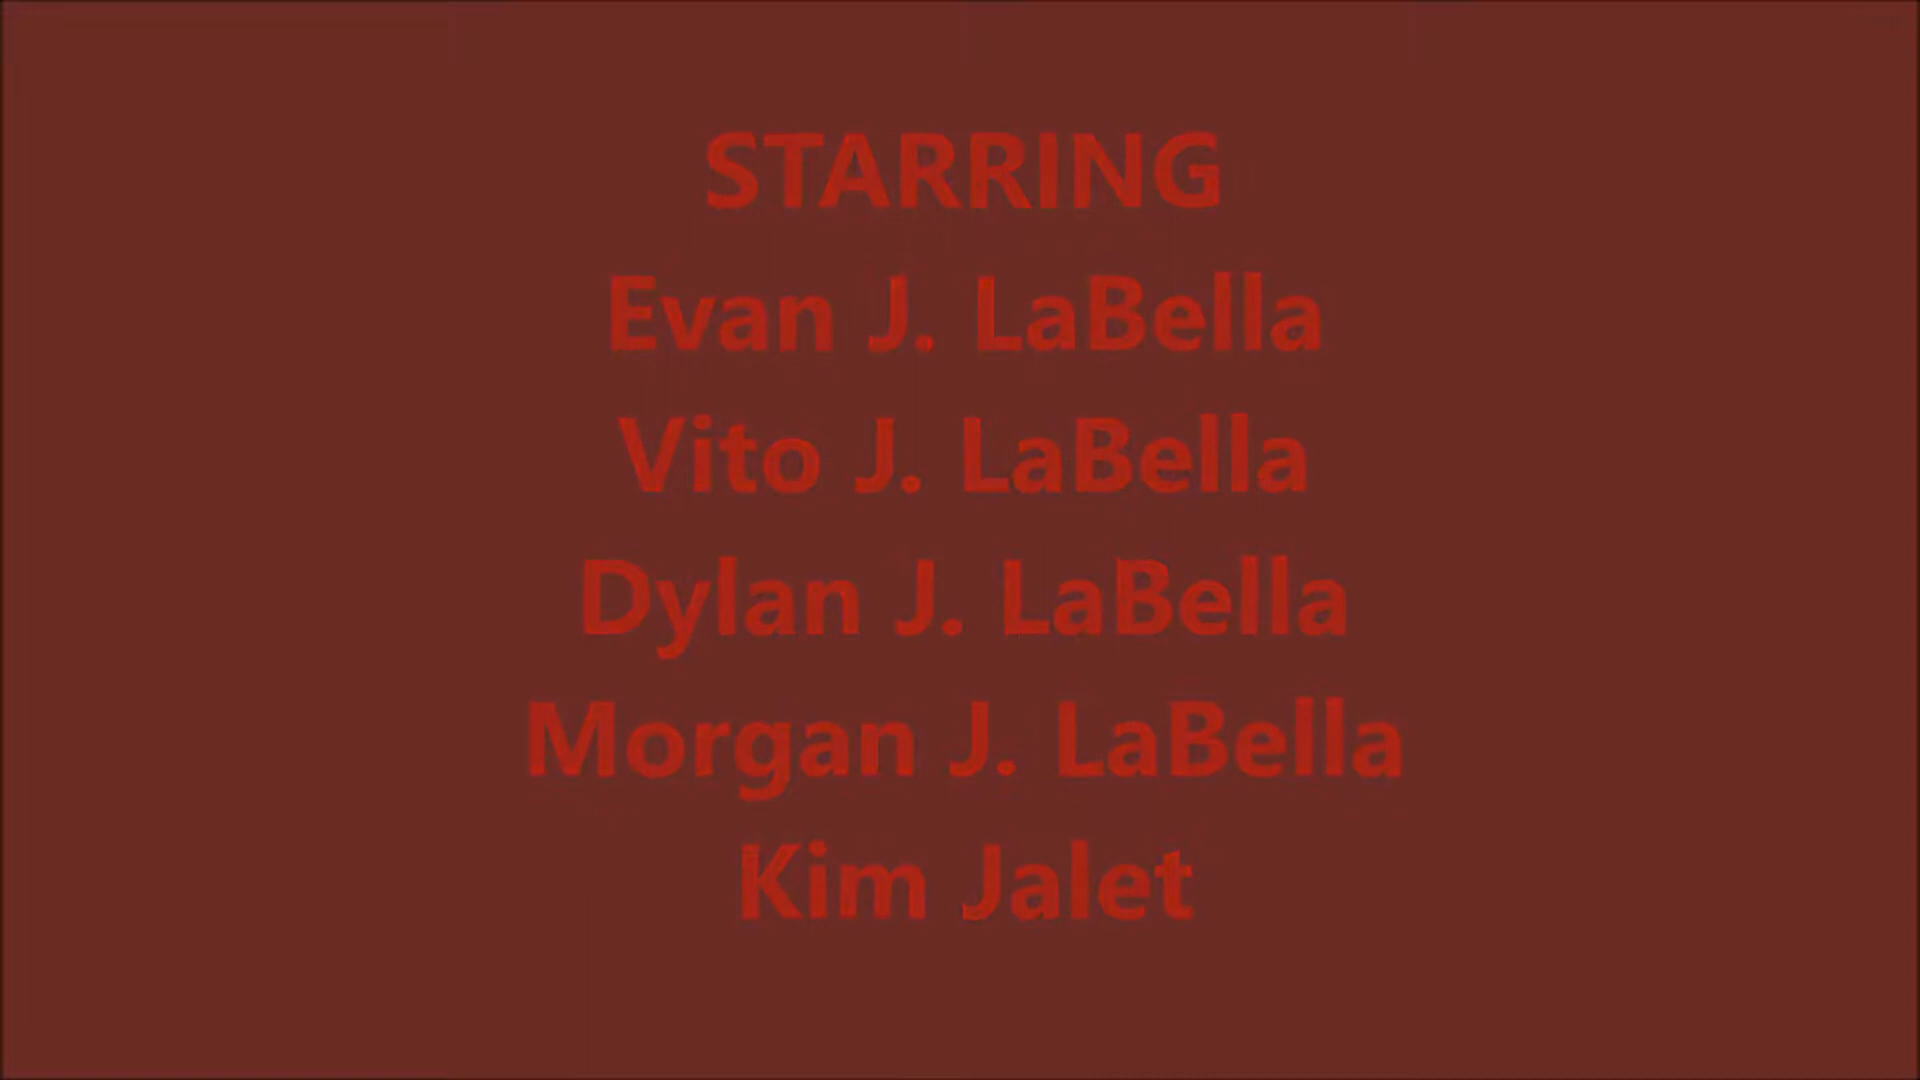 STARRING
Evan J. LaBella
Vito J. LaBella
Dylan J. LaBella
Morgan J. LaBella
Kim Jalet